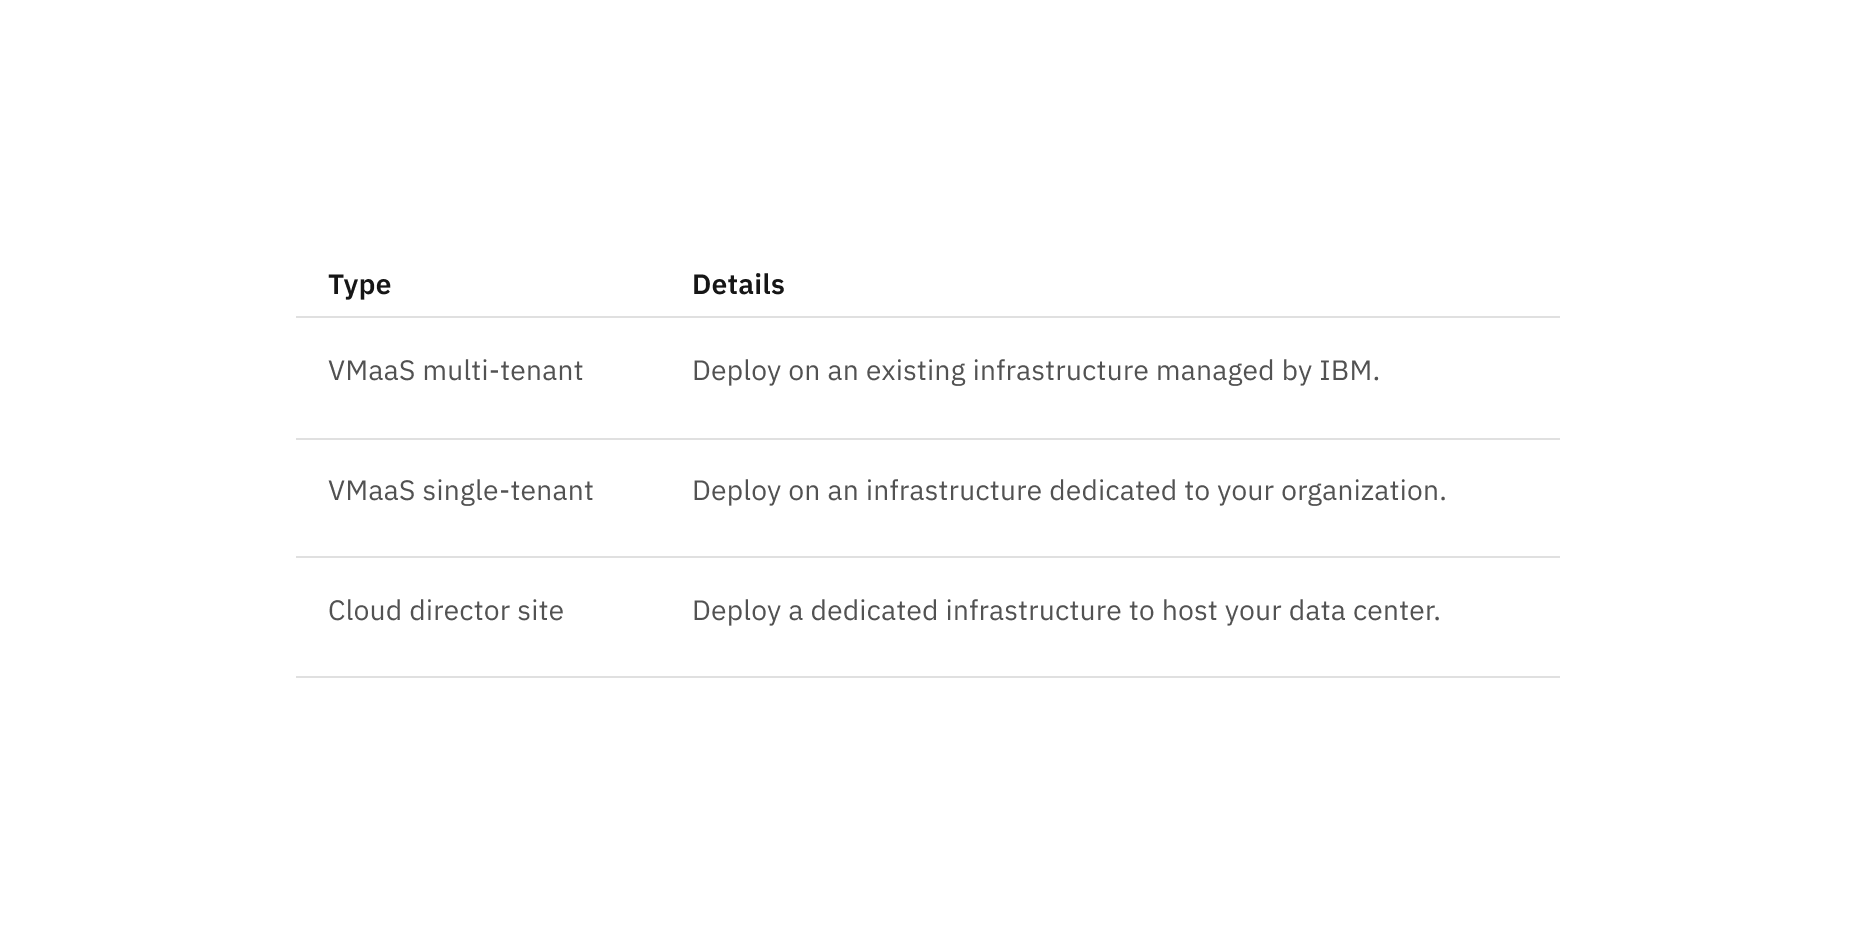 Type Details
VMaaS multi-tenant Deploy on an existing infrastructure managed by IBM.
VMaaS single-tenant Deploy on an infrastructure dedicated to your organization.
Cloud director site Deploy a dedicated infrastructure to host your data center.